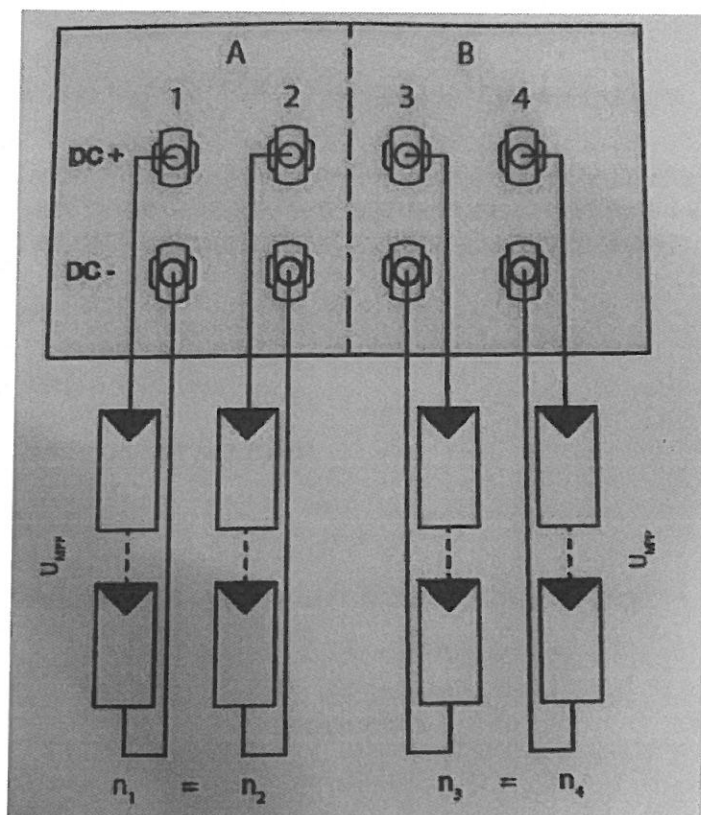 A B
1 2 3 4
DC +
DC -
U_MPP U_MPP
n₁ = n₂ n₃ = n₄